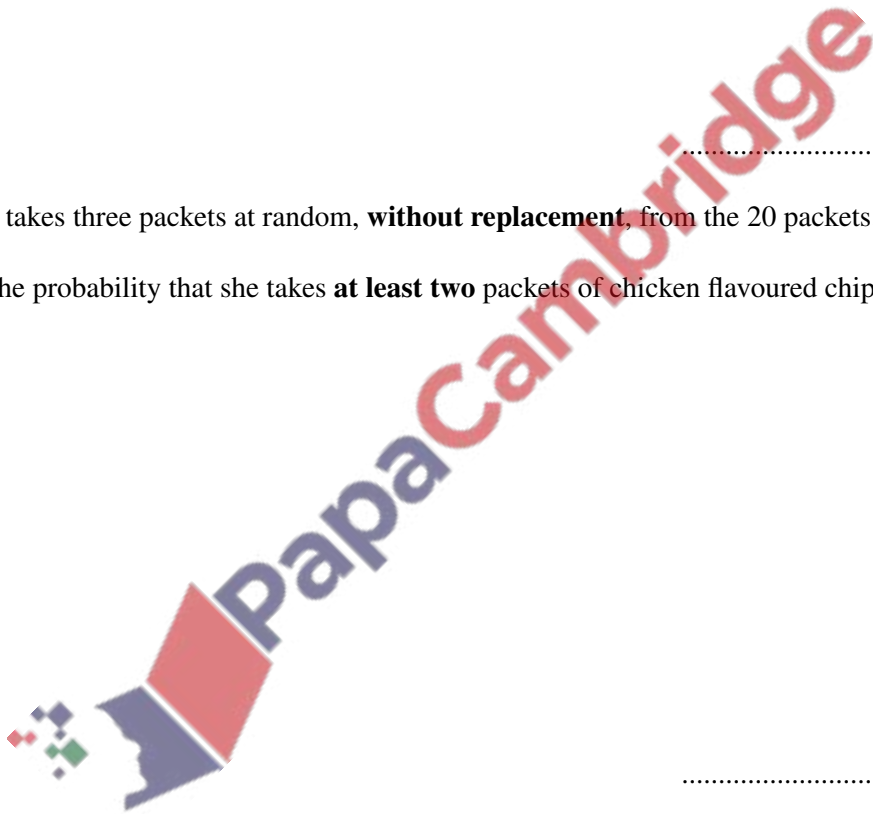 ..........................
takes three packets at random, without replacement, from the 20 packets
he probability that she takes at least two packets of chicken flavoured chip
PapaCambridge
..........................